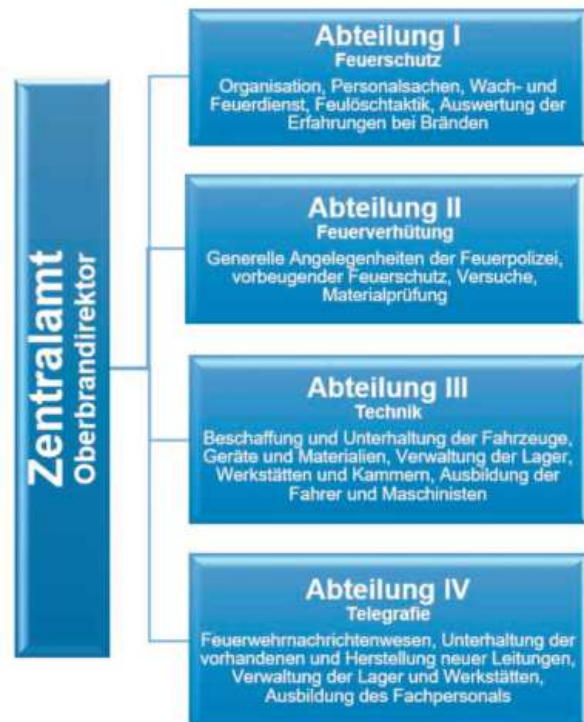 Zentralamt
Oberbrandirektor
Abteilung I
Feuerschutz
Organisation, Personalsachen, Wach- und
Feuerdienst, Feulöschtaktik, Auswertung der
Erfahrungen bei Bränden
Abteilung II
Feuerverhütung
Generelle Angelegenheiten der Feuerpolizei,
vorbeugender Feuerschutz, Versuche,
Materialprüfung
Abteilung III
Technik
Beschaffung und Unterhaltung der Fahrzeuge,
Geräte und Materialien, Verwaltung der Lager,
Werkstätten und Kammern, Ausbildung der
Fahrer und Maschinisten
Abteilung IV
Telegrafie
Feuerwehrnachrichtenwesen, Unterhaltung der
vorhandenen und Herstellung neuer Leitungen,
Verwaltung der Lager und Werkstätten,
Ausbildung des Fachpersonals